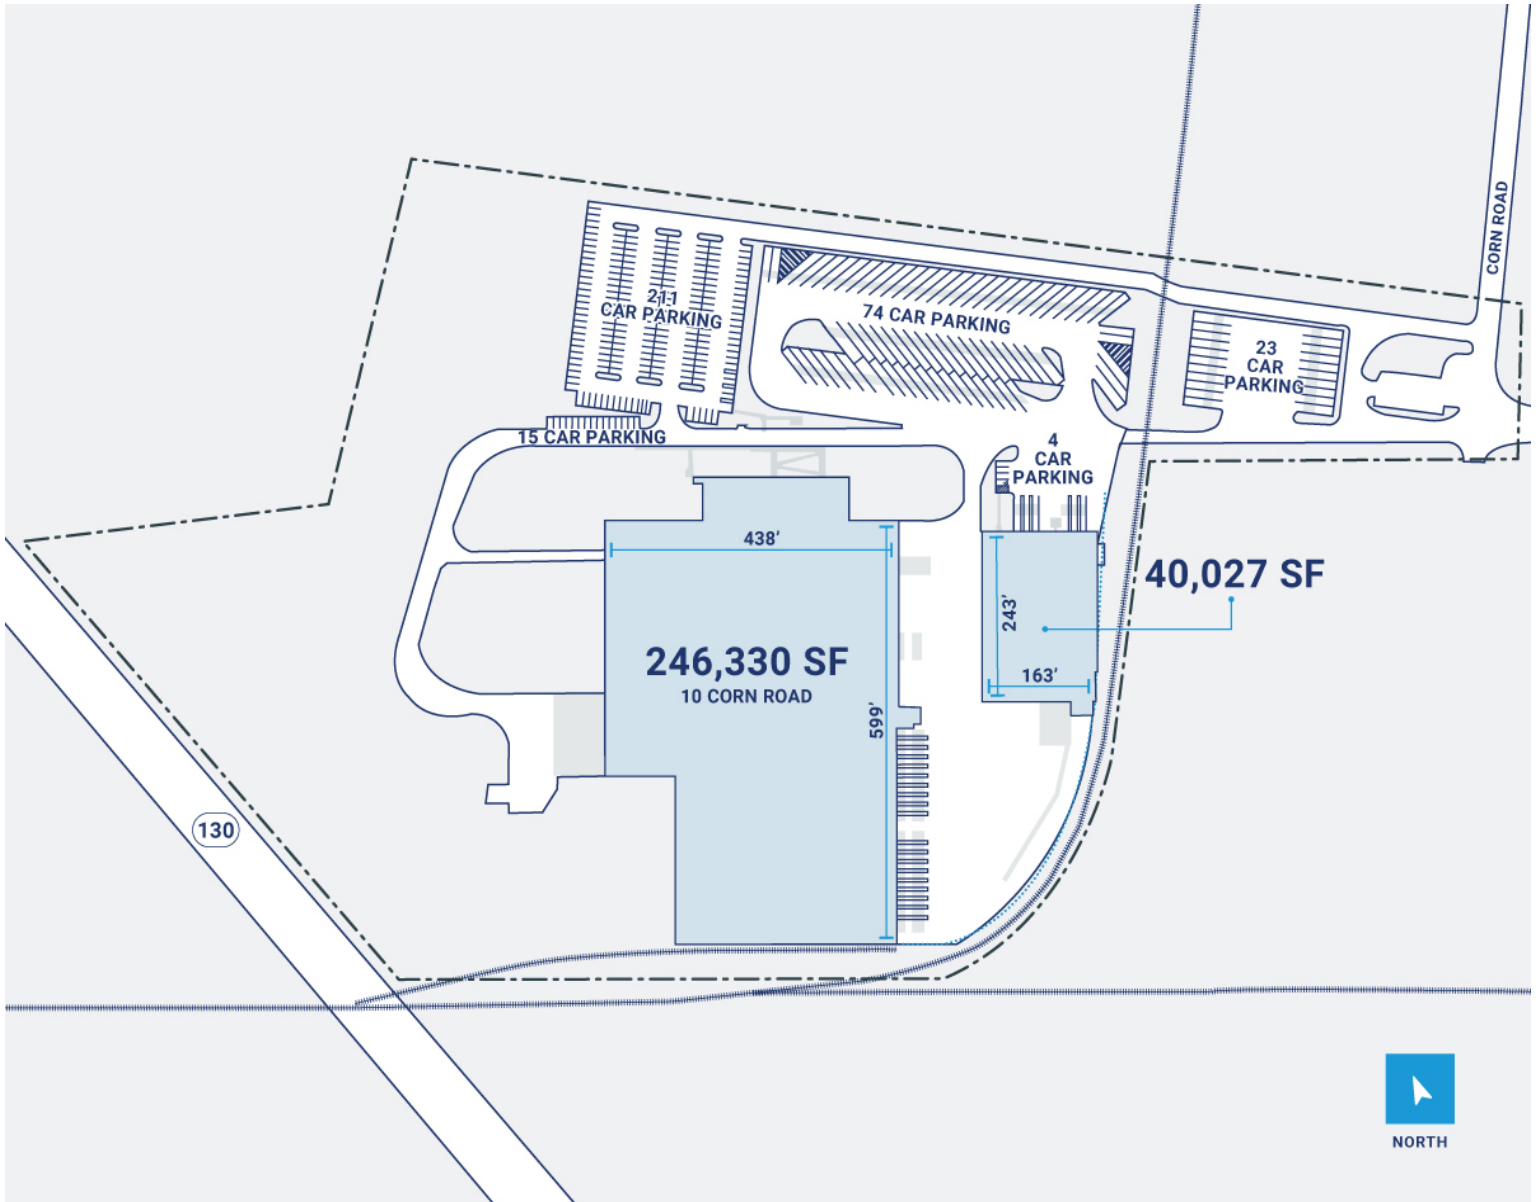 CORN ROAD
211
CAR PARKING
74 CAR PARKING
23
CAR
PARKING
15 CAR PARKING
4
CAR
PARKING
438′
599′
246,330 SF
10 CORN ROAD
243′
163′
40,027 SF
130
NORTH